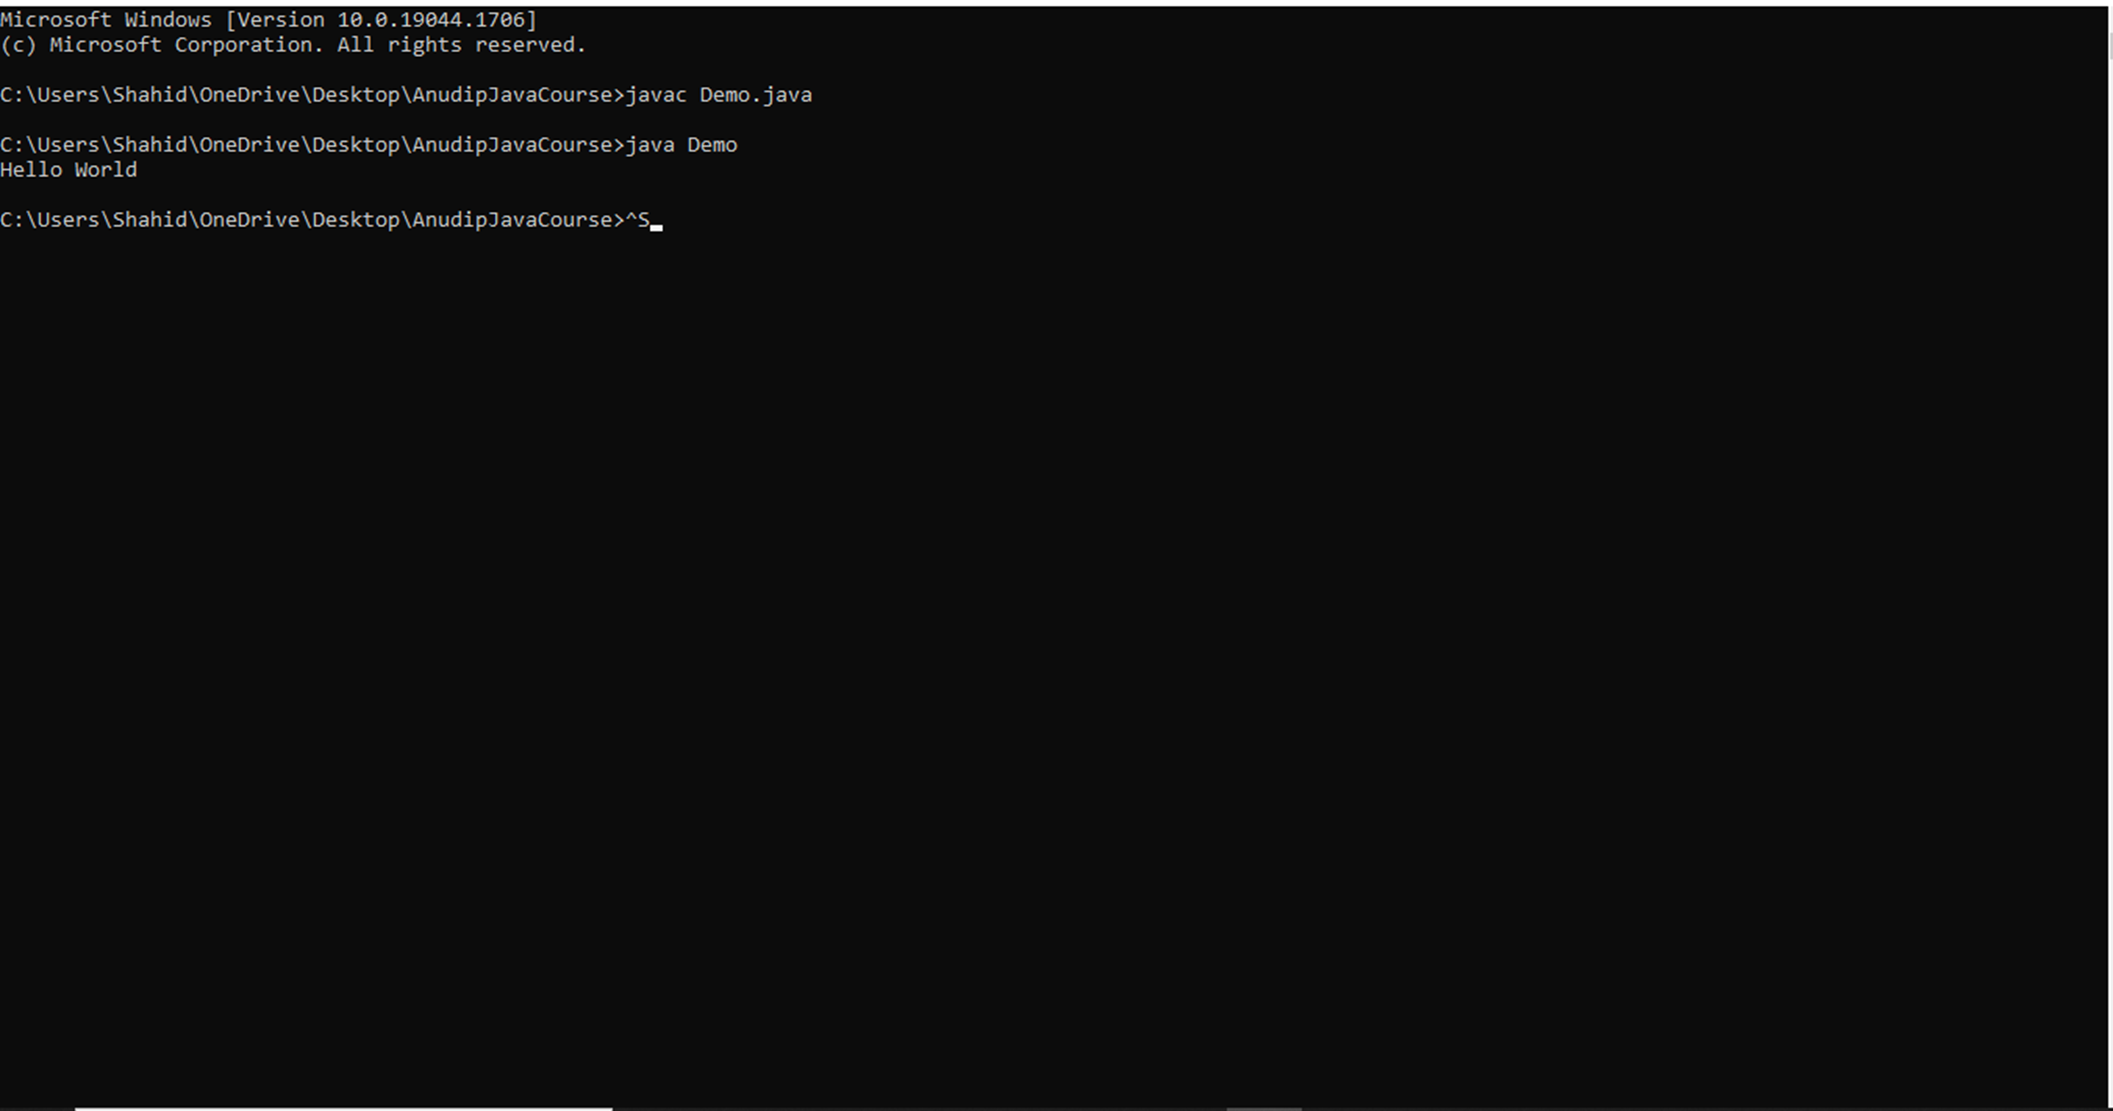 Microsoft Windows [Version 10.0.19044.1706]
(c) Microsoft Corporation. All rights reserved.
C:\Users\Shahid\OneDrive\Desktop\AnudipJavaCourse>javac Demo.java
C:\Users\Shahid\OneDrive\Desktop\AnudipJavaCourse>java Demo
Hello World
C:\Users\Shahid\OneDrive\Desktop\AnudipJavaCourse>^S